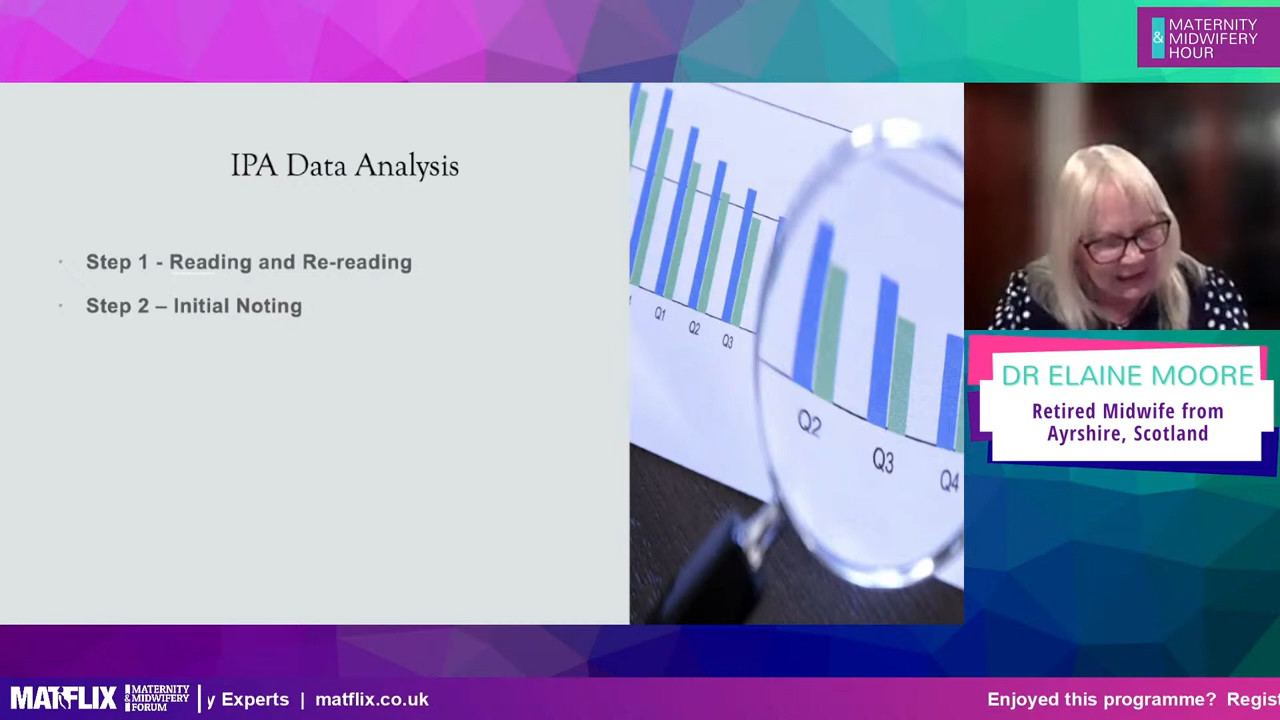 MATERNITY
& MIDWIFERY
HOUR
IPA Data Analysis
Step 1 - Reading and Re-reading
Step 2 – Initial Noting
Q1
Q2
Q3
Q2
Q3
Q4
DR ELAINE MOORE
Retired Midwife from
Ayrshire, Scotland
MATFLIX
MATERNITY
& MIDWIFERY
FORUM
y Experts | matflix.co.uk
Enjoyed this programme? Regist